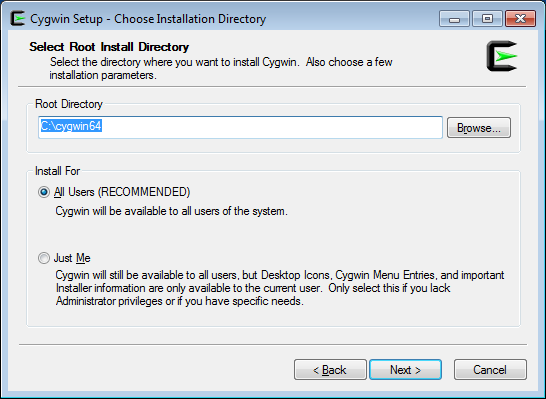 Cygwin Setup - Choose Installation Directory
Select Root Install Directory
Select the directory where you want to install Cygwin. Also choose a few
installation parameters.
Root Directory
C:\cygwin64
Browse...
Install For
All Users (RECOMMENDED)
Cygwin will be available to all users of the system.
Just Me
Cygwin will still be available to all users, but Desktop Icons, Cygwin Menu Entries, and important
Installer information are only available to the current user. Only select this if you lack
Administrator privileges or if you have specific needs.
< Back Next > Cancel